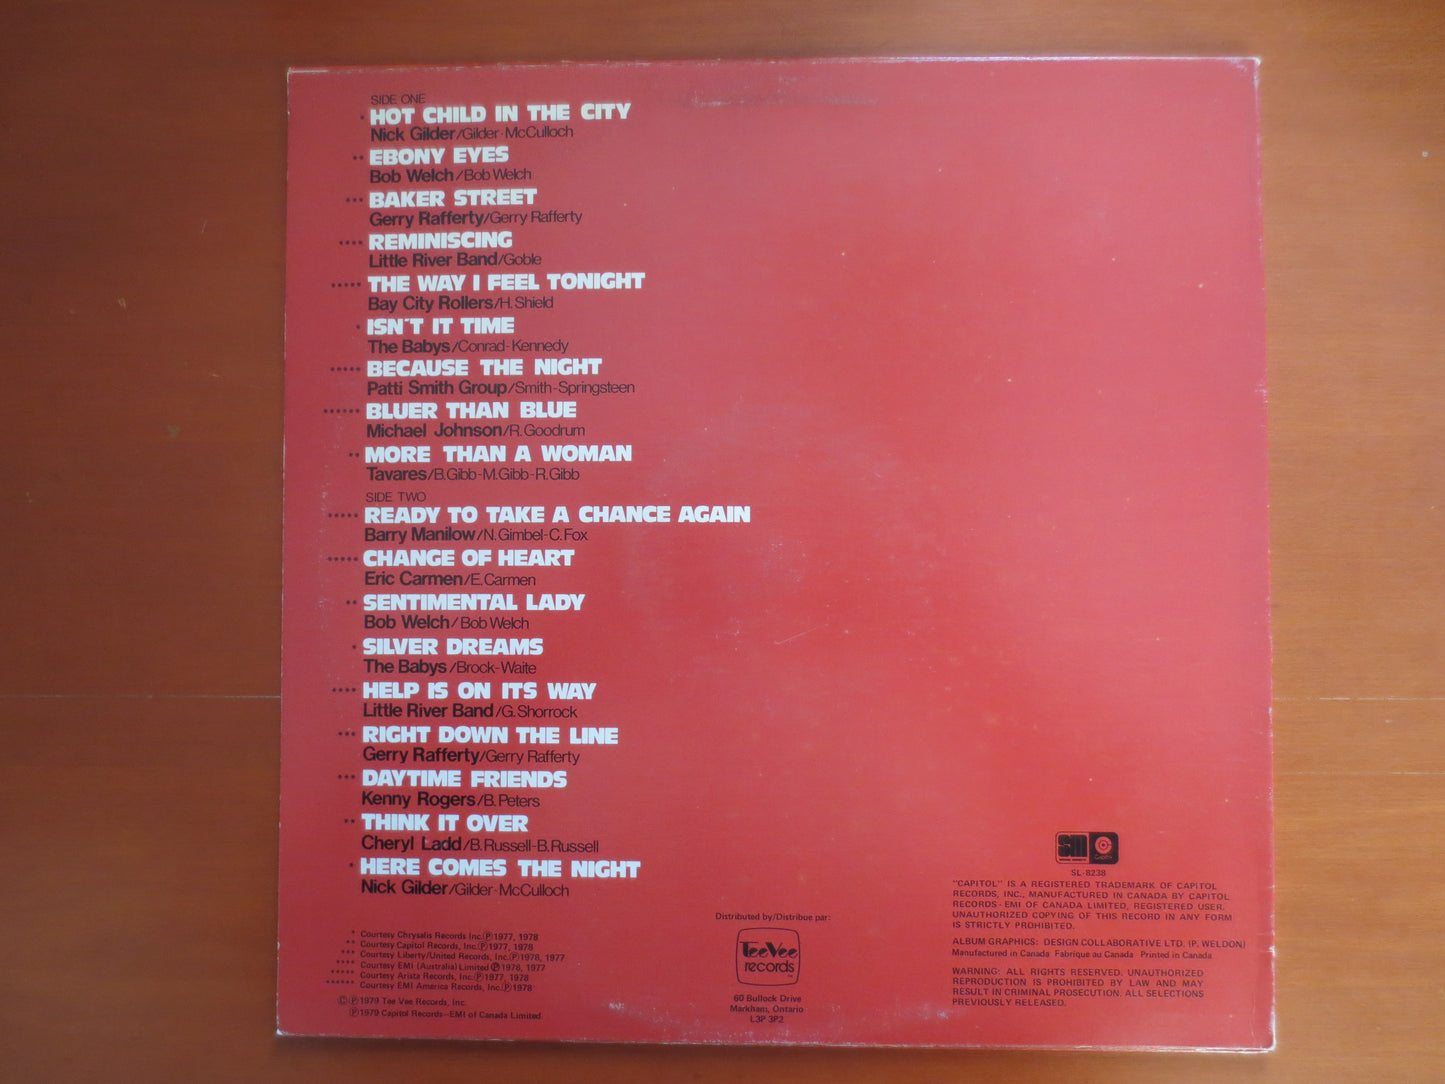 SIDE ONE
* HOT CHILD IN THE CITY
Nick Gilder/Gilder-McCulloch
** EBONY EYES
Bob Welch/Bob Welch
*** BAKER STREET
Gerry Rafferty/Gerry Rafferty
**** REMINISCING
Little River Band/Goble
***** THE WAY I FEEL TONIGHT
Bay City Rollers/H. Shield
* ISN'T IT TIME
The Babys/Conrad-Kennedy
***** BECAUSE THE NIGHT
Patti Smith Group/Smith-Springsteen
****** BLUER THAN BLUE
Michael Johnson/R. Goodrum
** MORE THAN A WOMAN
Tavares/B. Gibb-M. Gibb-R. Gibb
SIDE TWO
***** READY TO TAKE A CHANCE AGAIN
Barry Manilow/N. Gimbel-C. Fox
***** CHANGE OF HEART
Eric Carmen/E. Carmen
** SENTIMENTAL LADY
Bob Welch/Bob Welch
* SILVER DREAMS
The Babys/Brock-Waite
**** HELP IS ON ITS WAY
Little River Band/G. Shorrock
*** RIGHT DOWN THE LINE
Gerry Rafferty/Gerry Rafferty
*** DAYTIME FRIENDS
Kenny Rogers/B. Peters
** THINK IT OVER
Cheryl Ladd/B. Russell-B. Russell
* HERE COMES THE NIGHT
Nick Gilder/Gilder-McCulloch
* Courtesy Chrysalis Records Inc. Ⓟ1977, 1978
** Courtesy Capitol Records, Inc. Ⓟ1977, 1978
*** Courtesy Liberty/United Records, Inc. Ⓟ1978, 1977
**** Courtesy EMI (Australia) Limited Ⓟ1978, 1977
***** Courtesy Arista Records, Inc. Ⓟ1977, 1978
****** Courtesy EMI America Records, Inc. Ⓟ1978
©Ⓟ1979 Tee Vee Records, Inc.
Ⓟ1979 Capitol Records—EMI of Canada Limited
Distributed by/Distribue par:
TeeVee
records
60 Bullock Drive
Markham, Ontario
L3P 3P2
SM
Capitol
SL-8238
"CAPITOL" IS A REGISTERED TRADEMARK OF CAPITOL
RECORDS, INC., MANUFACTURED IN CANADA BY CAPITOL
RECORDS - EMI OF CANADA LIMITED, REGISTERED USER.
UNAUTHORIZED COPYING OF THIS RECORD IN ANY FORM
IS STRICTLY PROHIBITED.
ALBUM GRAPHICS: DESIGN COLLABORATIVE LTD. (P. WELDON)
Manufactured in Canada Fabrique au Canada Printed in Canada
WARNING: ALL RIGHTS RESERVED. UNAUTHORIZED
REPRODUCTION IS PROHIBITED BY LAW AND MAY
RESULT IN CRIMINAL PROSECUTION. ALL SELECTIONS
PREVIOUSLY RELEASED.